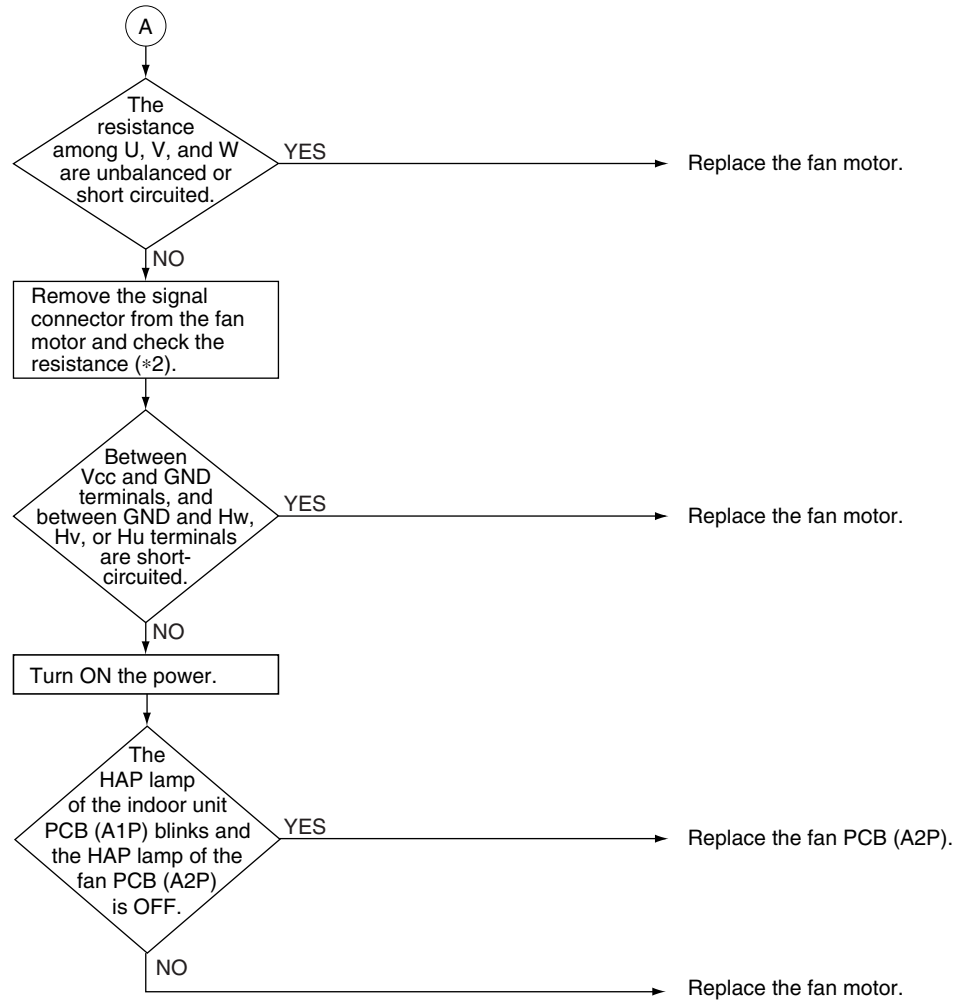 A
The
resistance
among U, V, and W
are unbalanced or
short circuited.
YES
Replace the fan motor.
NO
Remove the signal
connector from the fan
motor and check the
resistance (*2).
Between
Vcc and GND
terminals, and
between GND and Hw,
Hv, or Hu terminals
are short-
circuited.
YES
Replace the fan motor.
NO
Turn ON the power.
The
HAP lamp
of the indoor unit
PCB (A1P) blinks and
the HAP lamp of the
fan PCB (A2P)
is OFF.
YES
Replace the fan PCB (A2P).
NO
Replace the fan motor.